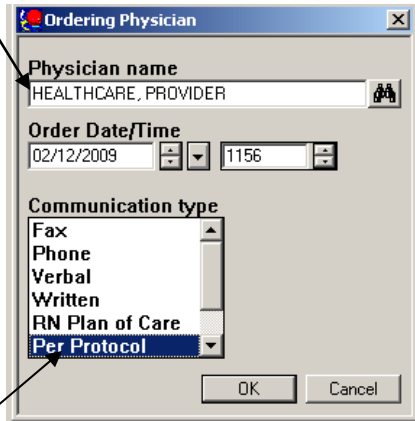 Ordering Physician
Physician name
HEALTHCARE, PROVIDER
Order Date/Time
02/12/2009 1156
Communication type
Fax
Phone
Verbal
Written
RN Plan of Care
Per Protocol
OK Cancel